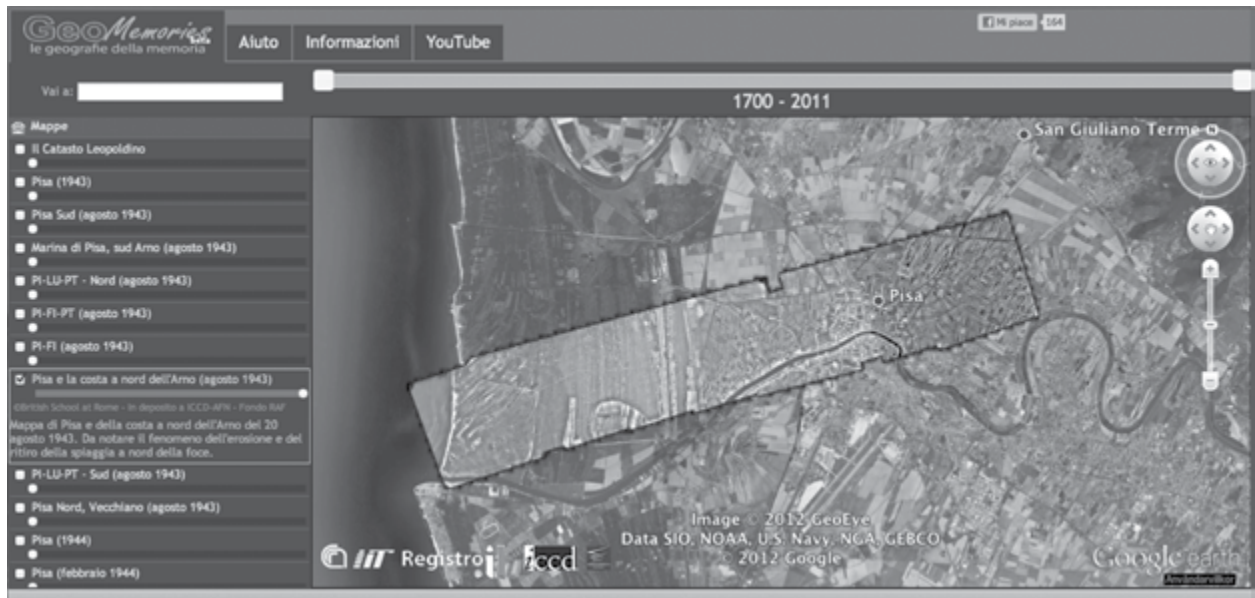 GeoMemories
beta
le geografie della memoria
Aiuto
Informazioni
YouTube
Mi piace
164
Vai a:
1700 - 2011
Mappe
Il Catasto Leopoldino
Pisa (1943)
Pisa Sud (agosto 1943)
Marina di Pisa, sud Arno (agosto 1943)
PI-LU-PT - Nord (agosto 1943)
PI-FI-PT (agosto 1943)
PI-FI (agosto 1943)
Pisa e la costa a nord dell'Arno (agosto 1943)
©British School at Rome - In deposito a ICCD-AFN - Fondo RAF
Mappa di Pisa e della costa a nord dell'Arno del 20
agosto 1943. Da notare il fenomeno dell'erosione e del
ritiro della spiaggia a nord della foce.
PI-LU-PT - Sud (agosto 1943)
Pisa Nord, Vecchiano (agosto 1943)
Pisa (1944)
Pisa (febbraio 1944)
San Giuliano Terme
Pisa
Image © 2012 GeoEye
Data SIO, NOAA, U.S. Navy, NGA, GEBCO
© 2012 Google
IIT Registro.it iccd
Google earth
Användarvillkor